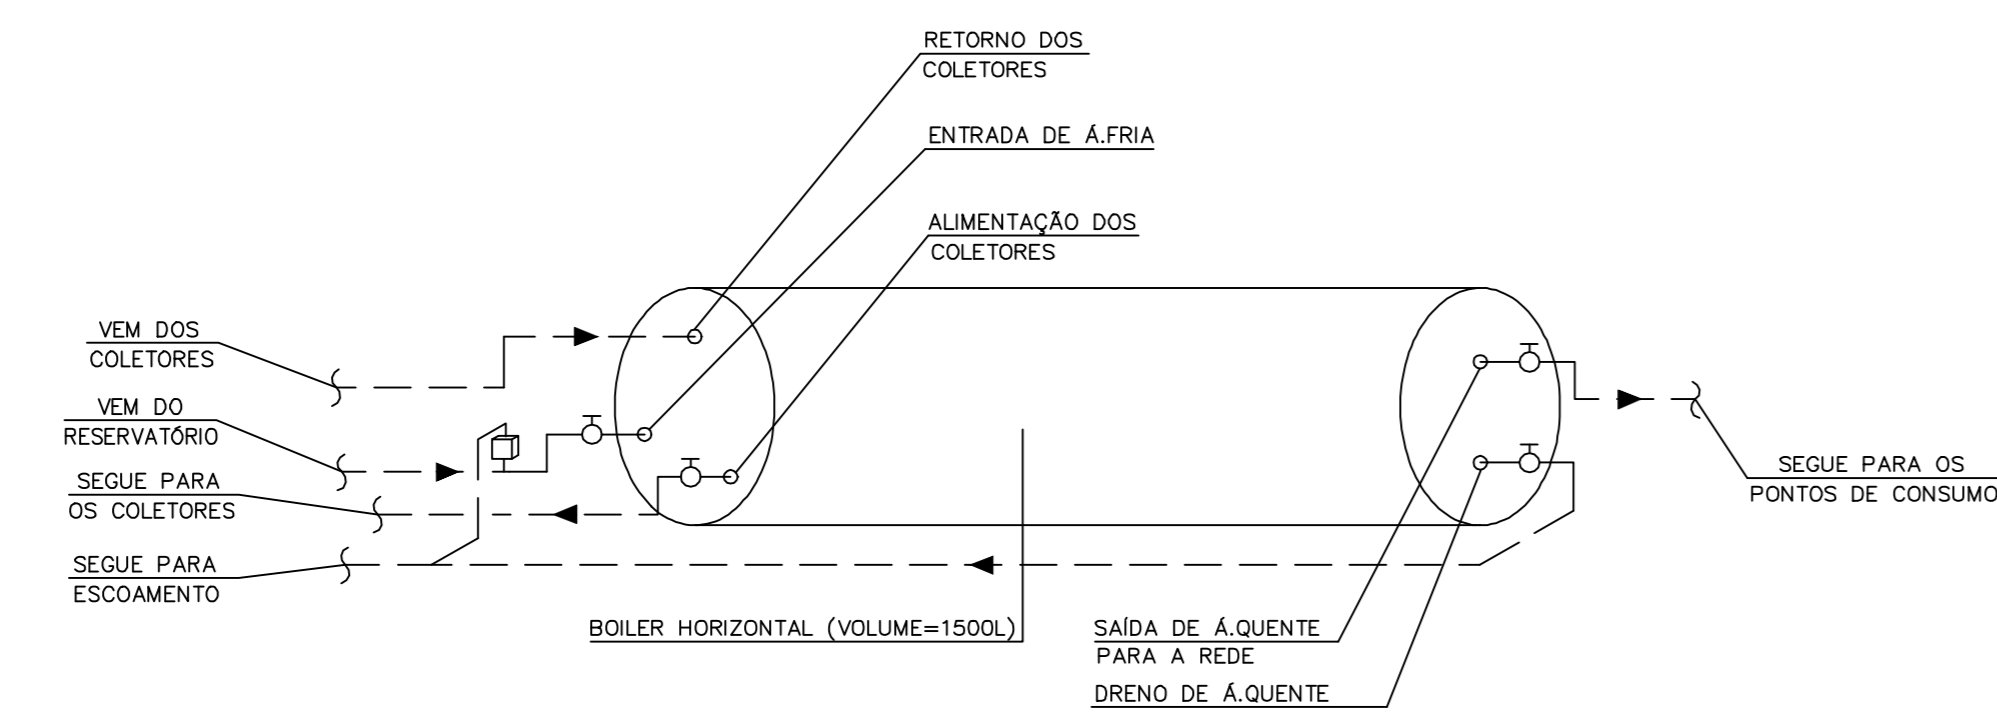 RETORNO DOS
COLETORES
ENTRADA DE Á.FRIA
ALIMENTAÇÃO DOS
COLETORES
VEM DOS
COLETORES
VEM DO
RESERVATÓRIO
SEGUE PARA
OS COLETORES
SEGUE PARA
ESCOAMENTO
SEGUE PARA OS
PONTOS DE CONSUMO
BOILER HORIZONTAL (VOLUME=1500L)
SAÍDA DE Á.QUENTE
PARA A REDE
DRENO DE Á.QUENTE